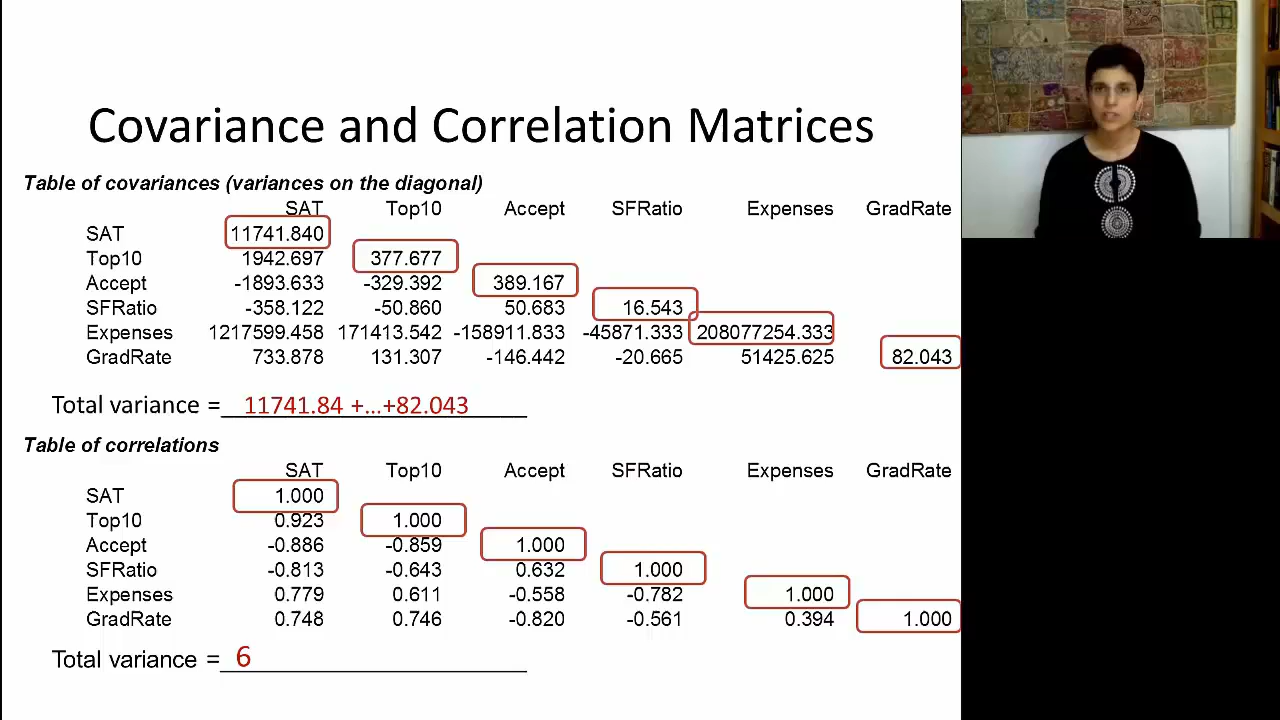 Covariance and Correlation Matrices
Table of covariances (variances on the diagonal)
SAT Top10 Accept SFRatio Expenses GradRate
SAT 11741.840
Top10 1942.697 377.677
Accept -1893.633 -329.392 389.167
SFRatio -358.122 -50.860 50.683 16.543
Expenses 1217599.458 171413.542 -158911.833 -45871.333 208077254.333
GradRate 733.878 131.307 -146.442 -20.665 51425.625 82.043
Total variance = 11741.84 +...+82.043
Table of correlations
SAT Top10 Accept SFRatio Expenses GradRate
SAT 1.000
Top10 0.923 1.000
Accept -0.886 -0.859 1.000
SFRatio -0.813 -0.643 0.632 1.000
Expenses 0.779 0.611 -0.558 -0.782 1.000
GradRate 0.748 0.746 -0.820 -0.561 0.394 1.000
Total variance = 6